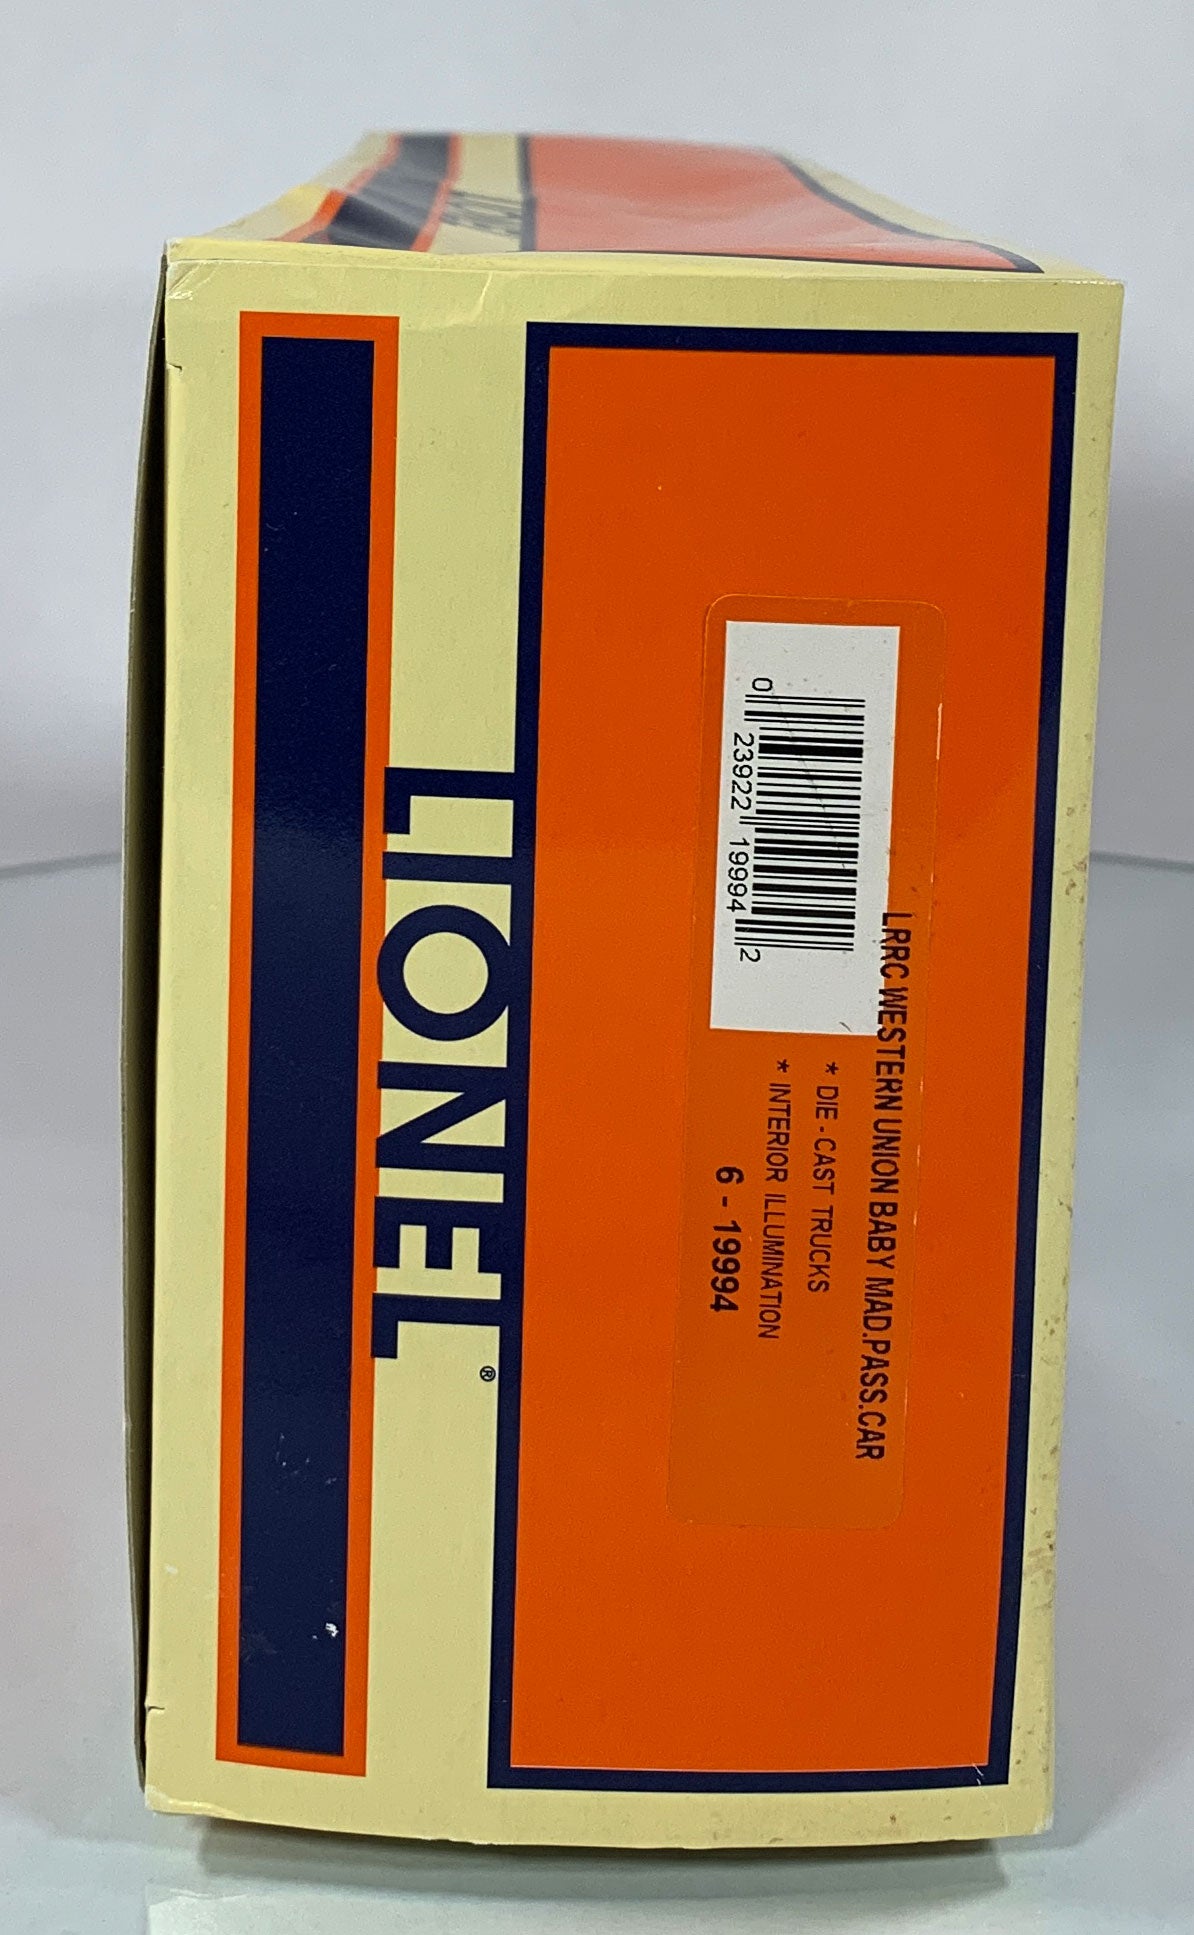 LIONEL®
LRRC WESTERN UNION BABY MAD.PASS.CAR
* DIE - CAST TRUCKS
* INTERIOR ILLUMINATION
6 - 19994
0 23922 19994 2